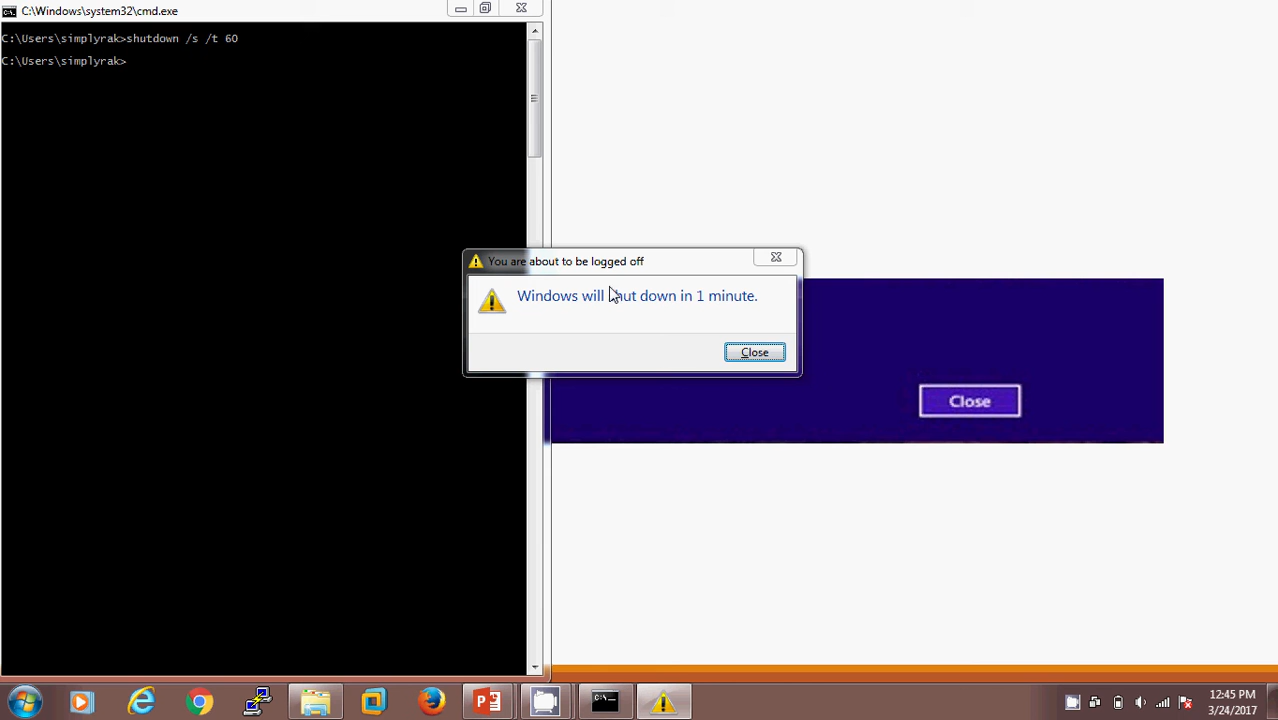 C:\Windows\system32\cmd.exe
C:\Users\simplyrak>shutdown /s /t 60
C:\Users\simplyrak>
You are about to be logged off
Windows will shut down in 1 minute.
Close
Close
12:45 PM
3/24/2017